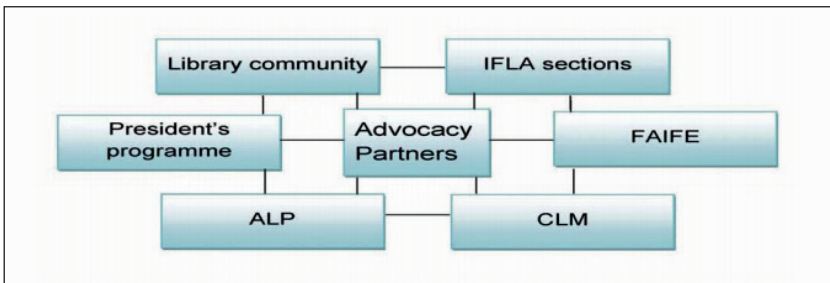 Library community
IFLA sections
President's
programme
Advocacy
Partners
FAIFE
ALP
CLM